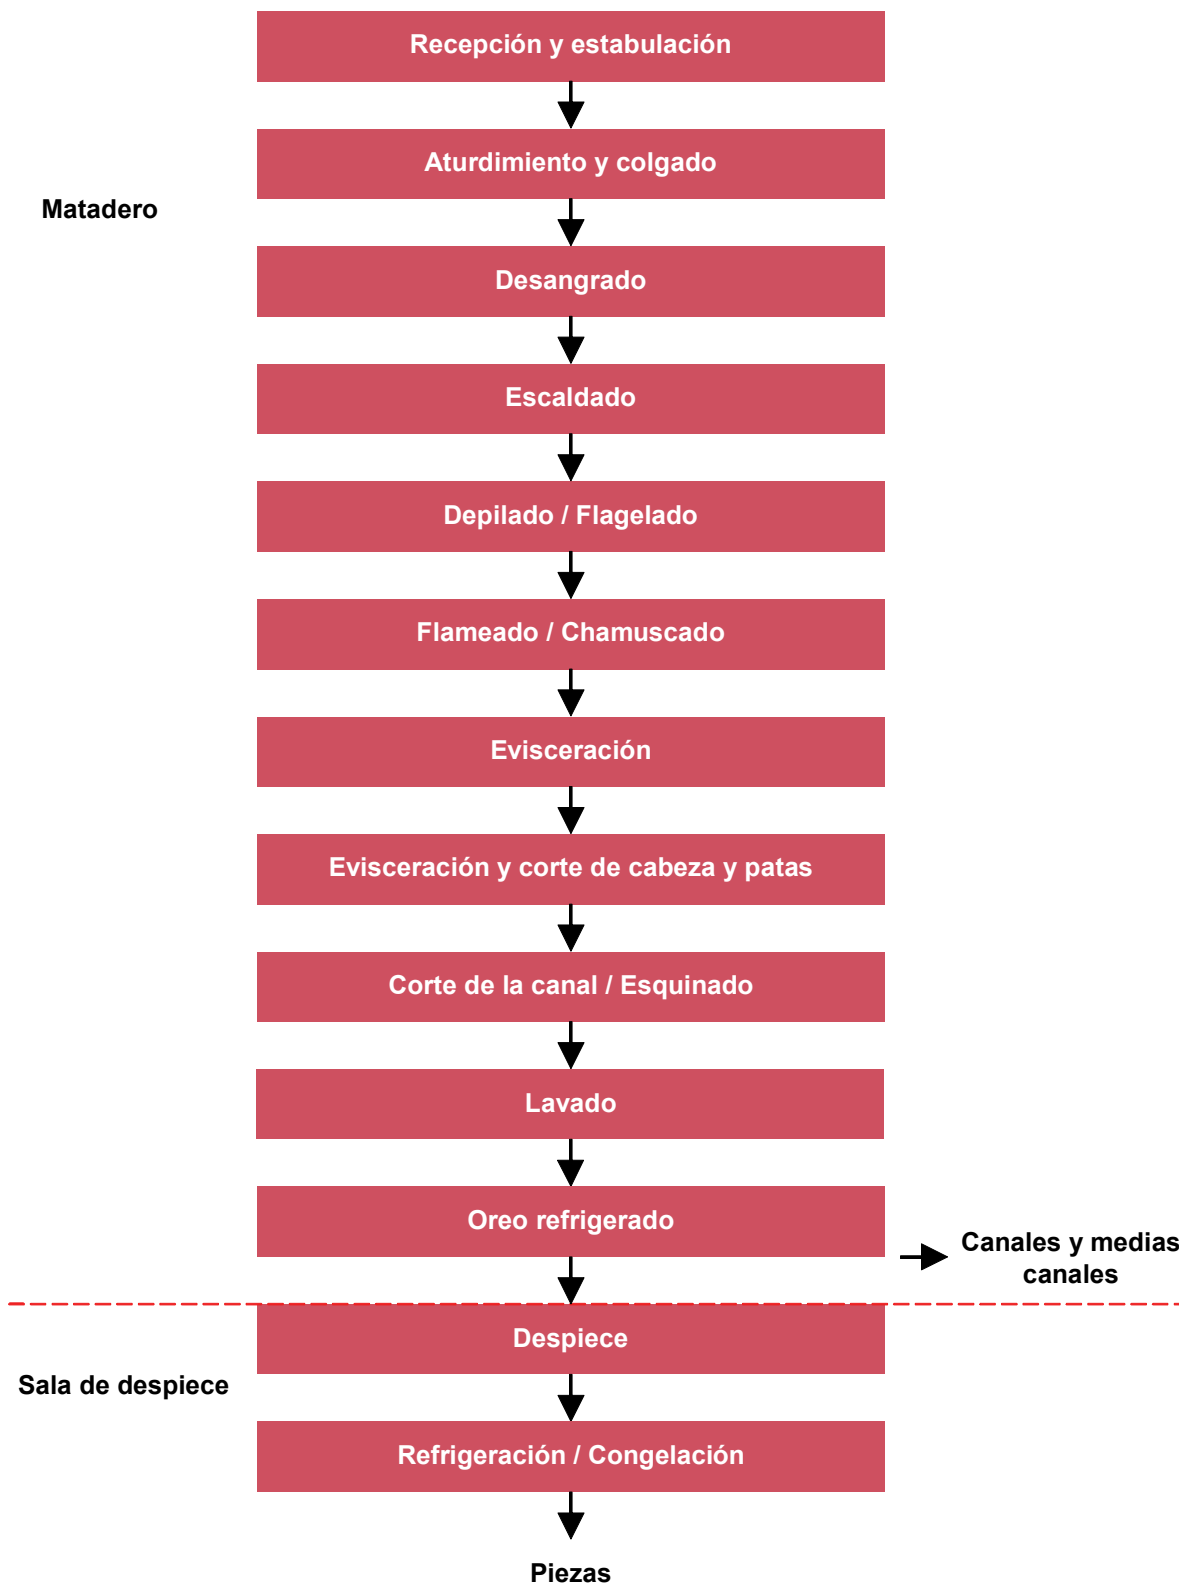 Recepción y estabulación
Aturdimiento y colgado
Matadero
Desangrado
Escaldado
Depilado / Flagelado
Flameado / Chamuscado
Evisceración
Evisceración y corte de cabeza y patas
Corte de la canal / Esquinado
Lavado
Oreo refrigerado
Canales y medias
canales
Despiece
Sala de despiece
Refrigeración / Congelación
Piezas